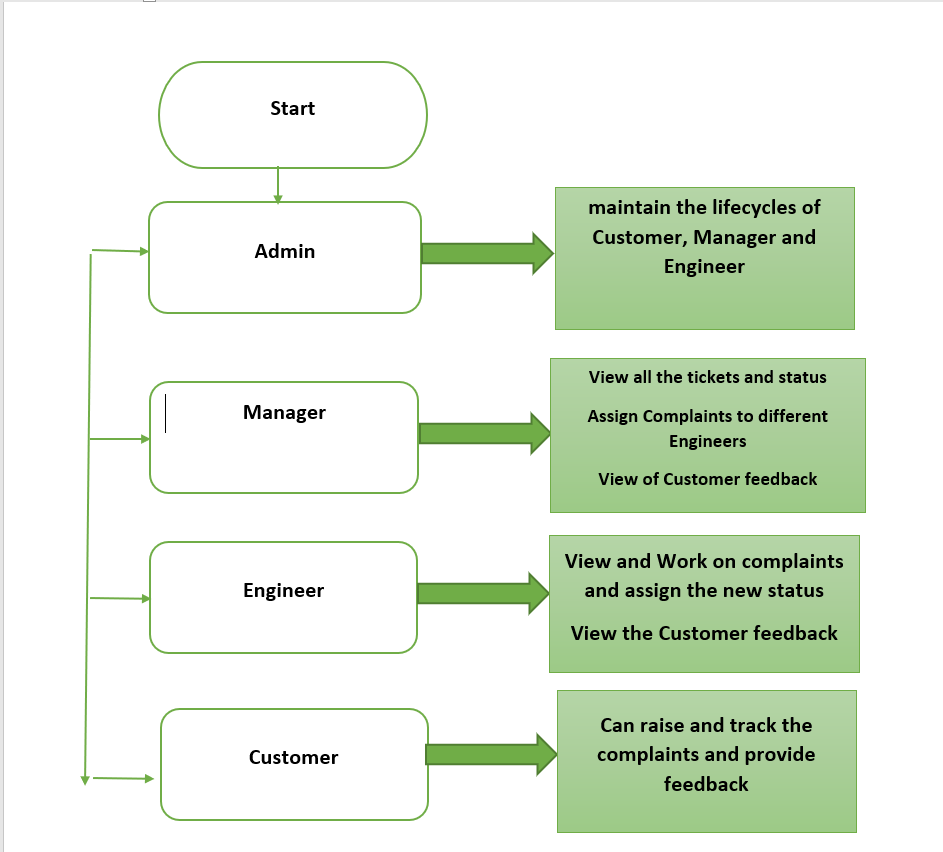 Start
Admin
maintain the lifecycles of
Customer, Manager and
Engineer
Manager
View all the tickets and status
Assign Complaints to different
Engineers
View of Customer feedback
Engineer
View and Work on complaints
and assign the new status
View the Customer feedback
Customer
Can raise and track the
complaints and provide
feedback